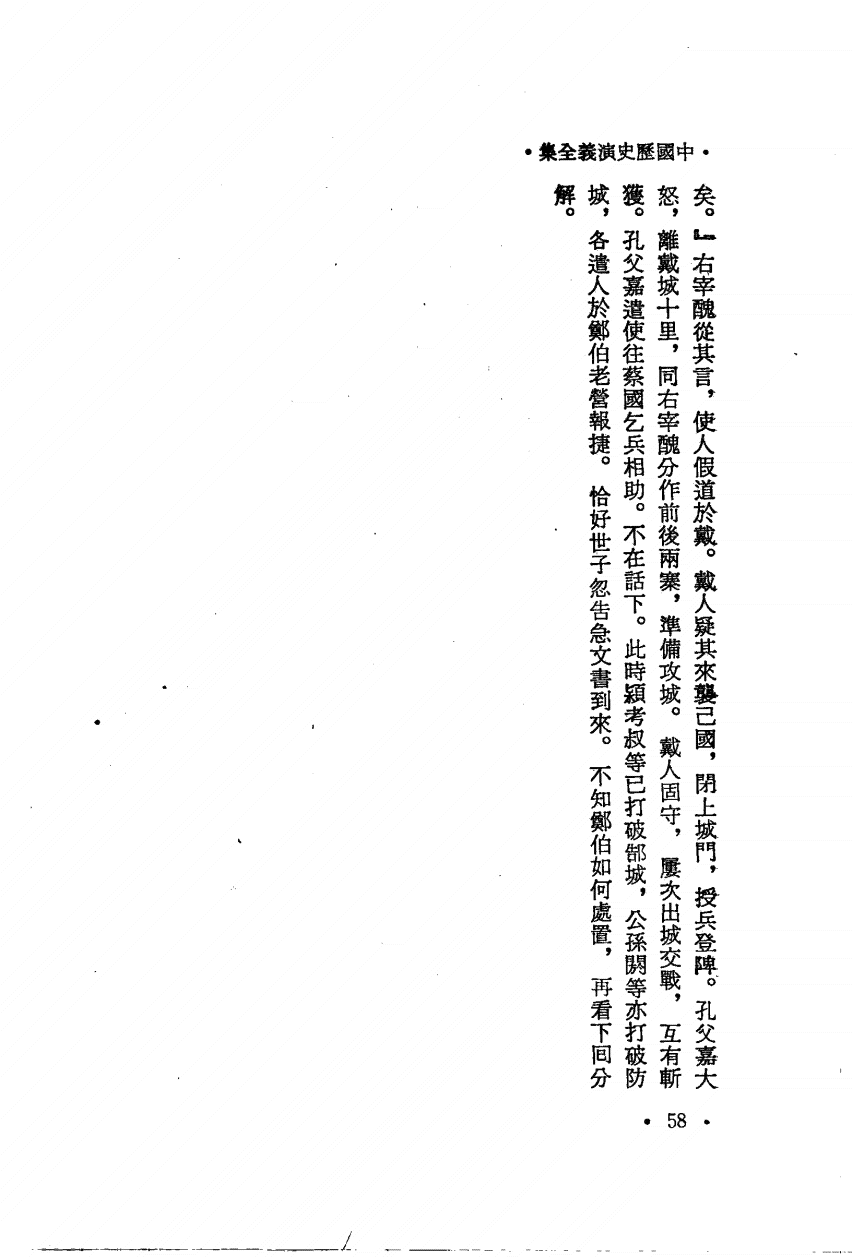 •中國歷史演義全集•
矣。』右宰醜從其言，使人假道於戴。戴人疑其來襲己國，閉上城門，授兵登陴。孔父嘉大
怒，離戴城十里，同右宰醜分作前後兩寨，準備攻城。戴人固守，屢次出城交戰，互有斬
獲。孔父嘉遣使往蔡國乞兵相助。不在話下。此時潁考叔等已打破郜城，公孫閼等亦打破防
城，各遣人於鄭伯老營報捷。恰好世子忽告急文書到來。不知鄭伯如何處置，再看下回分
解。
• 58 •